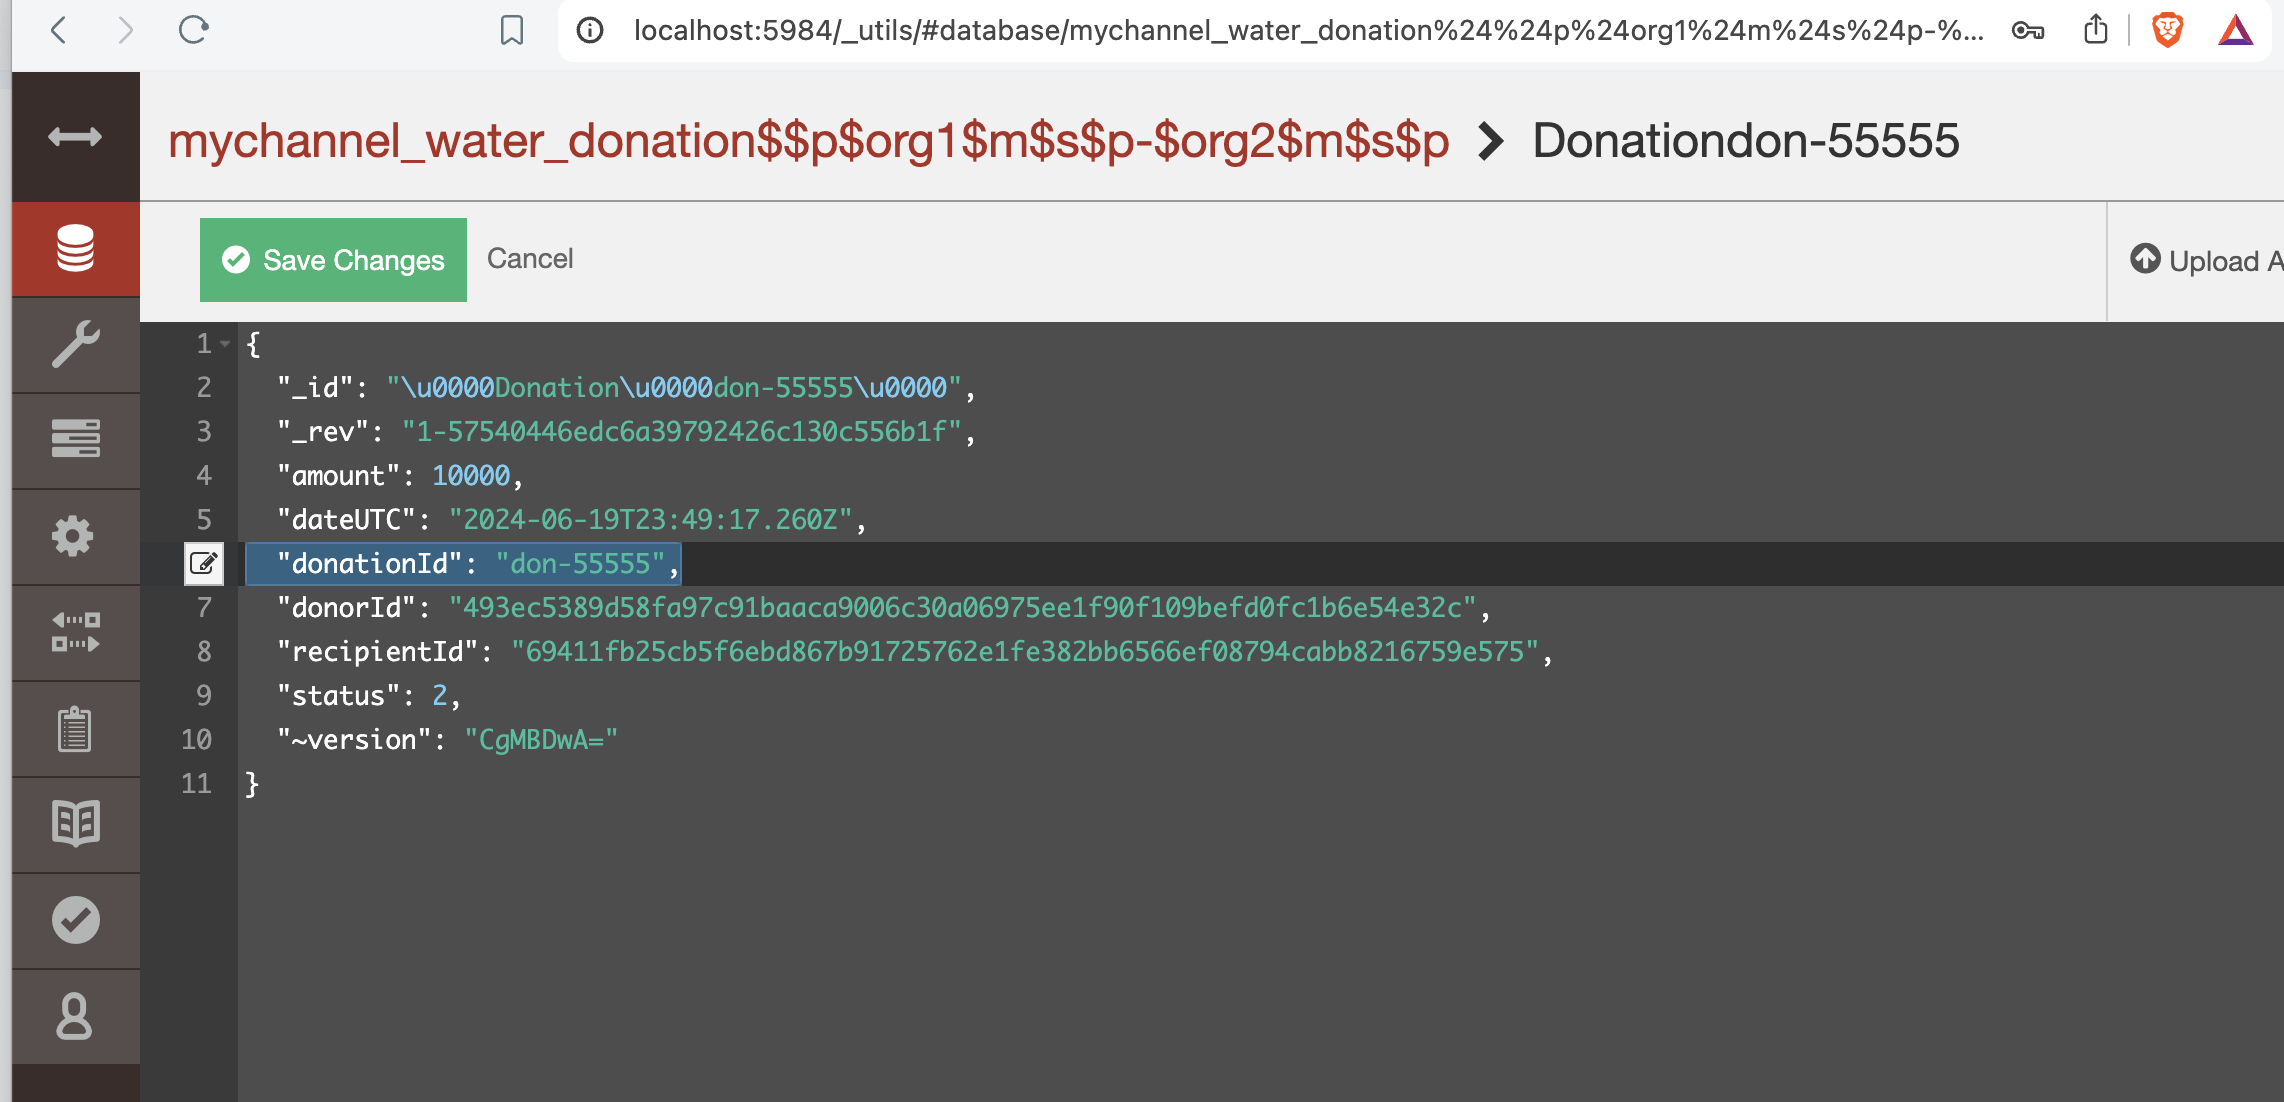 localhost:5984/_utils/#database/mychannel_water_donation%24%24p%24org1%24m%24s%24p-%...
mychannel_water_donation$$p$org1$m$s$p-$org2$m$s$p > Donationdon-55555
Save Changes Cancel Upload A
1 {
2 "_id": "\u0000Donation\u0000don-55555\u0000",
3 "_rev": "1-57540446edc6a39792426c130c556b1f",
4 "amount": 10000,
5 "dateUTC": "2024-06-19T23:49:17.260Z",
"donationId": "don-55555",
7 "donorId": "493ec5389d58fa97c91baaca9006c30a06975ee1f90f109befd0fc1b6e54e32c",
8 "recipientId": "69411fb25cb5f6ebd867b91725762e1fe382bb6566ef08794cabb8216759e575",
9 "status": 2,
10 "~version": "CgMBDwA="
11 }